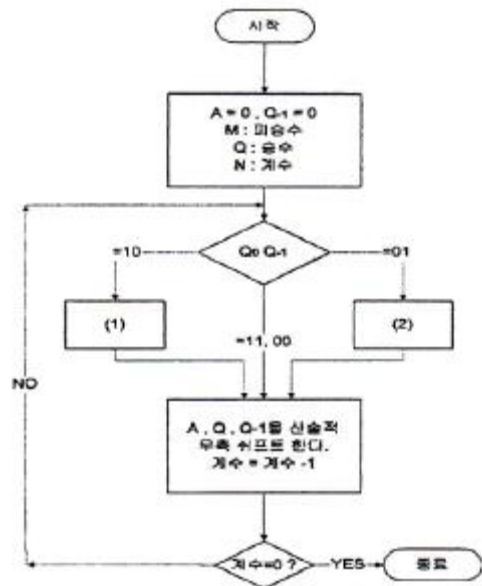 시작
A = 0 , Q-1 = 0
M : 피승수
Q : 승수
N : 계수
Q0 Q-1
=10
=01
(1)
(2)
=11, 00
NO
A , Q , Q-1을 산술적
우측 쉬프트 한다.
계수 = 계수 -1
계수=0 ?
YES
종료